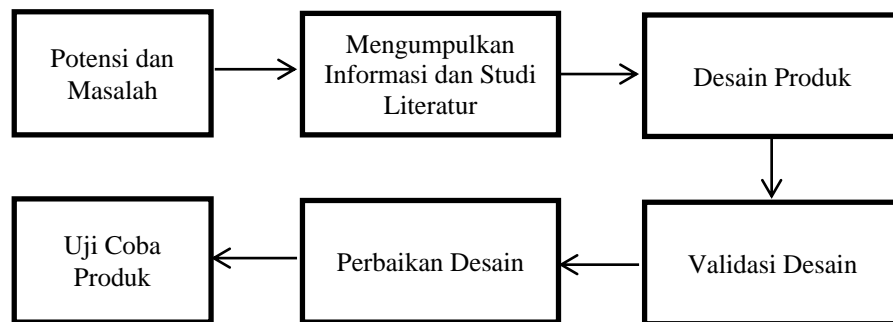 Potensi dan
Masalah
Mengumpulkan
Informasi dan Studi
Literatur
Desain Produk
Validasi Desain
Perbaikan Desain
Uji Coba
Produk